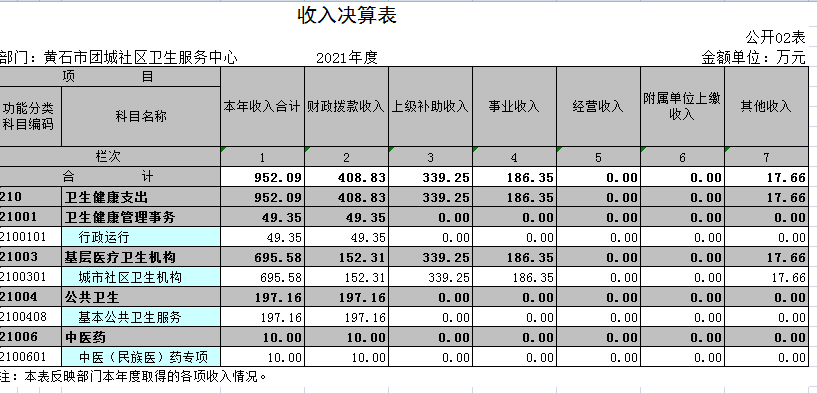 收入决算表
公开02表
部门：黄石市团城社区卫生服务中心 2021年度 金额单位：万元
项 目 本年收入合计 财政拨款收入 上级补助收入 事业收入 经营收入 附属单位上缴收入 其他收入
功能分类科目编码 科目名称
栏次 1 2 3 4 5 6 7
合 计 952.09 408.83 339.25 186.35 0.00 0.00 17.66
210 卫生健康支出 952.09 408.83 339.25 186.35 0.00 0.00 17.66
21001 卫生健康管理事务 49.35 49.35 0.00 0.00 0.00 0.00 0.00
2100101 行政运行 49.35 49.35 0.00 0.00 0.00 0.00 0.00
21003 基层医疗卫生机构 695.58 152.31 339.25 186.35 0.00 0.00 17.66
2100301 城市社区卫生机构 695.58 152.31 339.25 186.35 0.00 0.00 17.66
21004 公共卫生 197.16 197.16 0.00 0.00 0.00 0.00 0.00
2100408 基本公共卫生服务 197.16 197.16 0.00 0.00 0.00 0.00 0.00
21006 中医药 10.00 10.00 0.00 0.00 0.00 0.00 0.00
2100601 中医（民族医）药专项 10.00 10.00 0.00 0.00 0.00 0.00 0.00
注：本表反映部门本年度取得的各项收入情况。